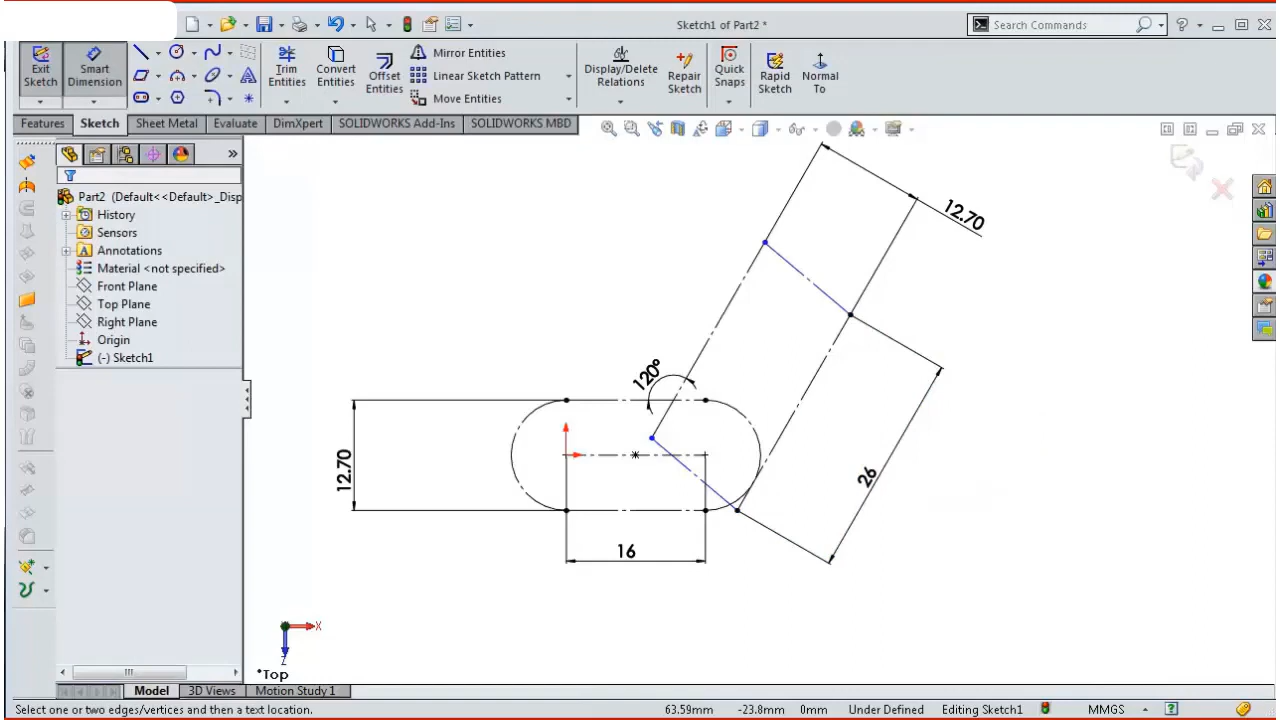 Sketch1 of Part2 *
Search Commands
?
Exit Sketch
Smart Dimension
Trim Entities
Convert Entities
Offset Entities
Mirror Entities
Linear Sketch Pattern
Move Entities
Display/Delete Relations
Repair Sketch
Quick Snaps
Rapid Sketch
Normal To
Features
Sketch
Sheet Metal
Evaluate
DimXpert
SOLIDWORKS Add-Ins
SOLIDWORKS MBD
Part2 (Default<<Default>_Disp
History
Sensors
Annotations
Material <not specified>
Front Plane
Top Plane
Right Plane
Origin
(-) Sketch1
12.70
120°
12.70
26
16
X
Z
*Top
Model
3D Views
Motion Study 1
Select one or two edges/vertices and then a text location.
63.59mm
-23.8mm
0mm
Under Defined
Editing Sketch1
MMGS
?